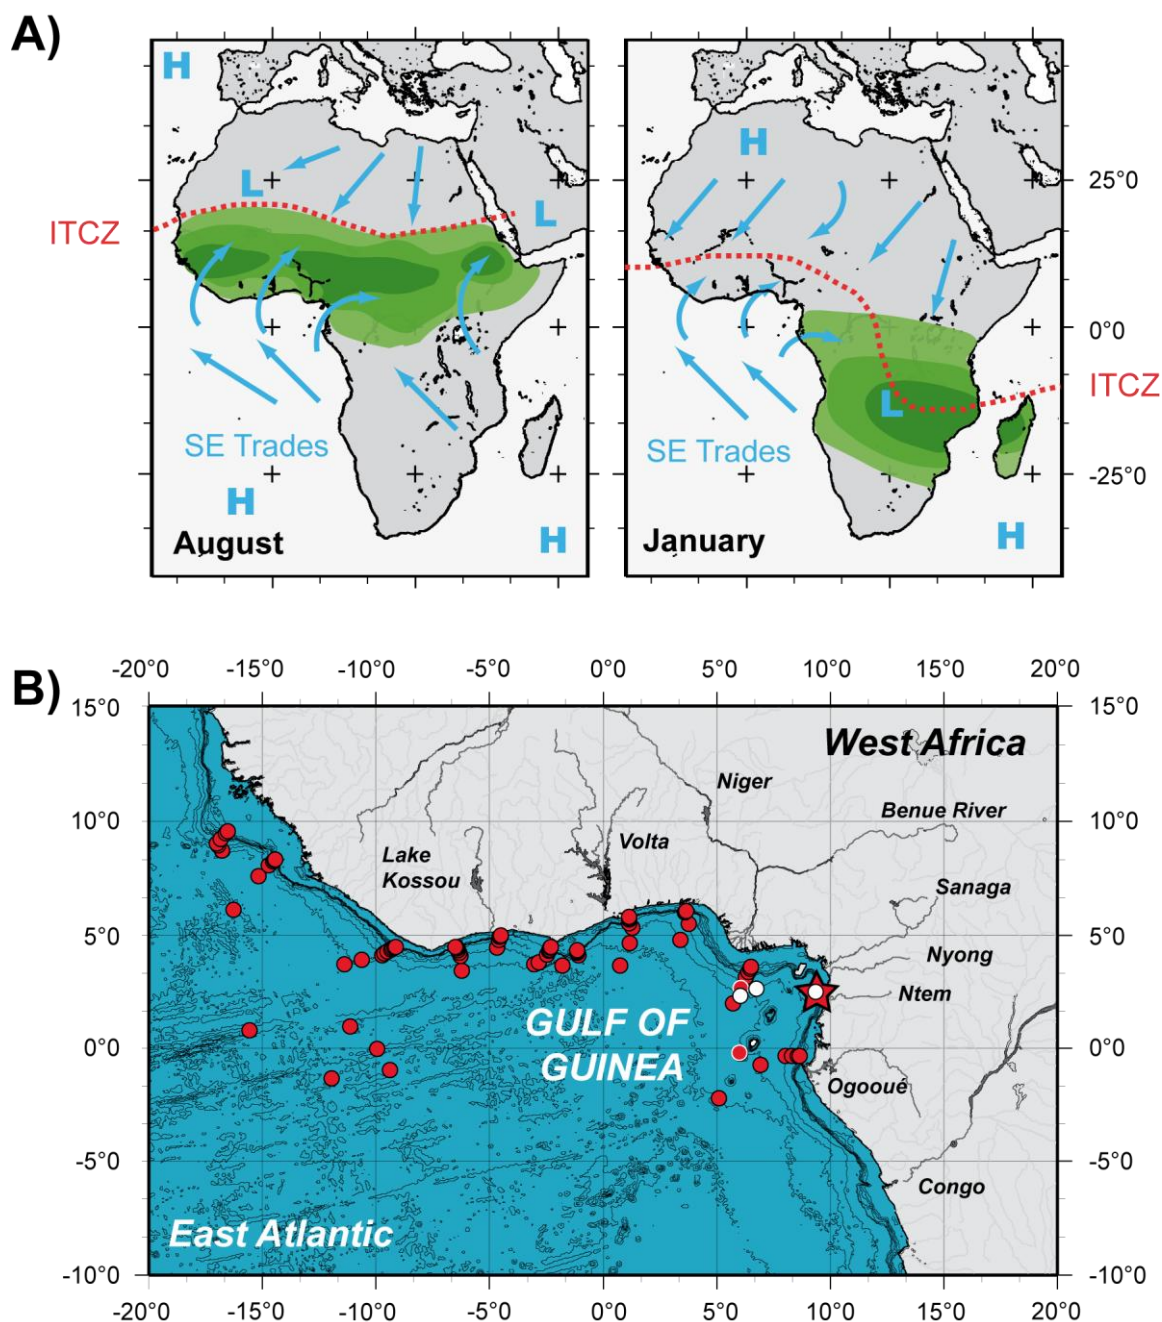 A)
H
L
L
ITCZ
SE Trades
H
H
August
H
25°0
0°0
ITCZ
L
SE Trades
-25°0
H
January
B)
-20°0 -15°0 -10°0 -5°0 0°0 5°0 10°0 15°0 20°0
15°0 15°0
West Africa
Niger
Benue River
10°0 10°0
Volta
Lake
Kossou
Sanaga
5°0 5°0
Nyong
Ntem
GULF OF
GUINEA
0°0 0°0
Ogooué
-5°0 -5°0
Congo
East Atlantic
-10°0 -10°0
-20°0 -15°0 -10°0 -5°0 0°0 5°0 10°0 15°0 20°0